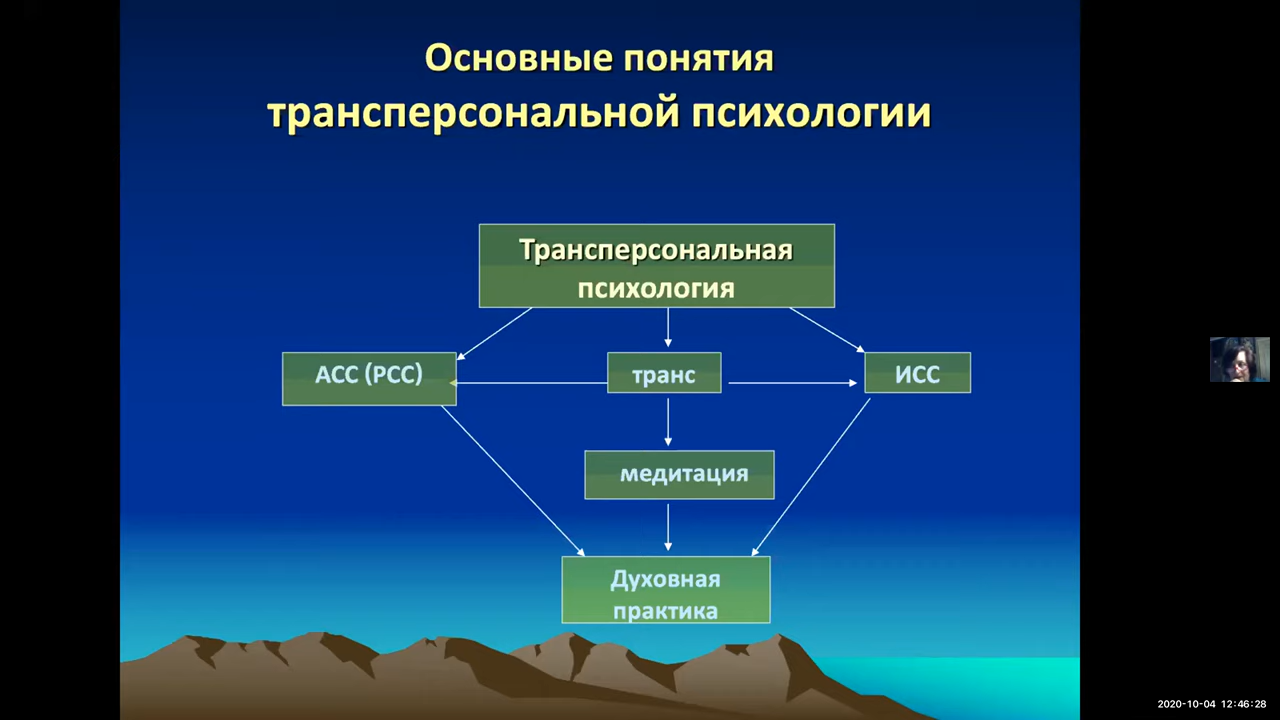 Основные понятия
трансперсональной психологии
Трансперсональная
психология
АСС (РСС)
транс
ИСС
медитация
Духовная
практика
2020-10-04 12:46:28